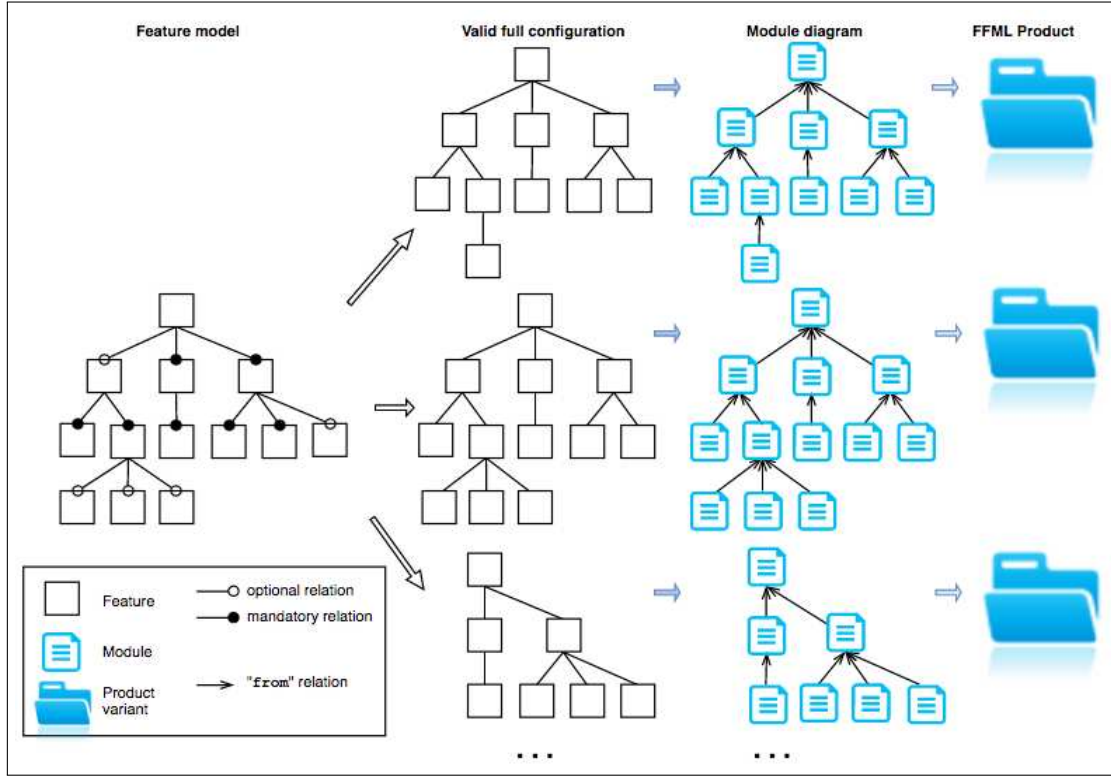 Feature model
Valid full configuration
Module diagram
FFML Product
Feature
optional relation
mandatory relation
Module
Product
variant
"from" relation
...
...